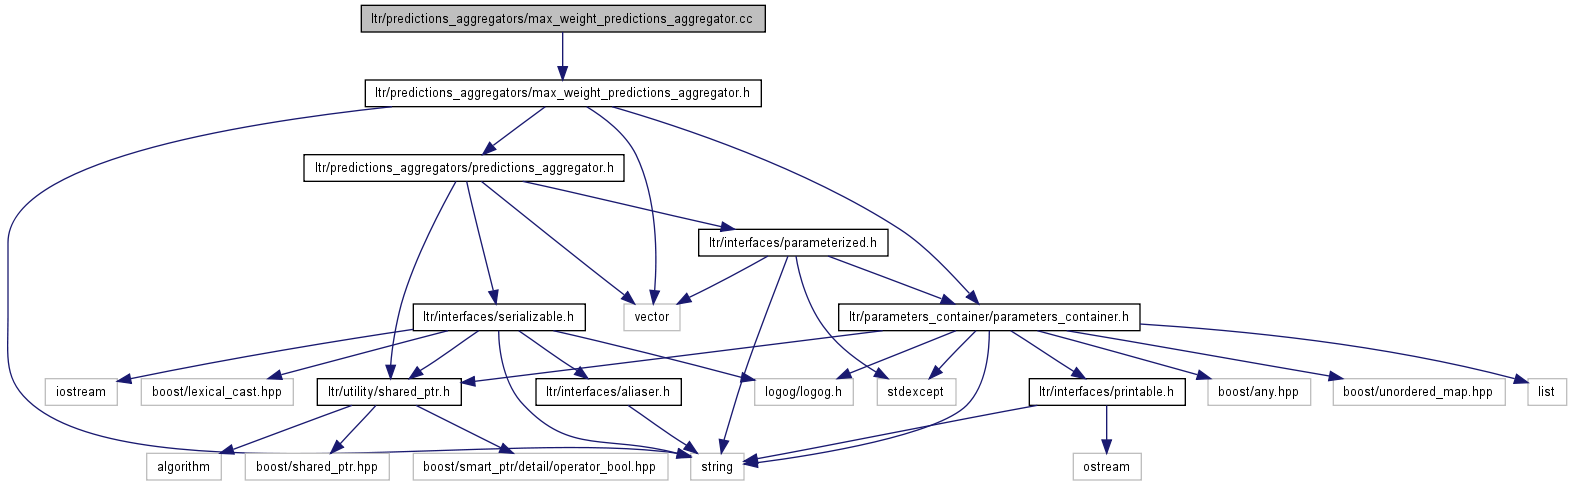 ltr/predictions_aggregators/max_weight_predictions_aggregator.cc
ltr/predictions_aggregators/max_weight_predictions_aggregator.h
ltr/predictions_aggregators/predictions_aggregator.h
ltr/interfaces/parameterized.h
ltr/interfaces/serializable.h
vector
ltr/parameters_container/parameters_container.h
iostream
boost/lexical_cast.hpp
ltr/utility/shared_ptr.h
ltr/interfaces/aliaser.h
logog/logog.h
stdexcept
ltr/interfaces/printable.h
boost/any.hpp
boost/unordered_map.hpp
list
algorithm
boost/shared_ptr.hpp
boost/smart_ptr/detail/operator_bool.hpp
string
ostream